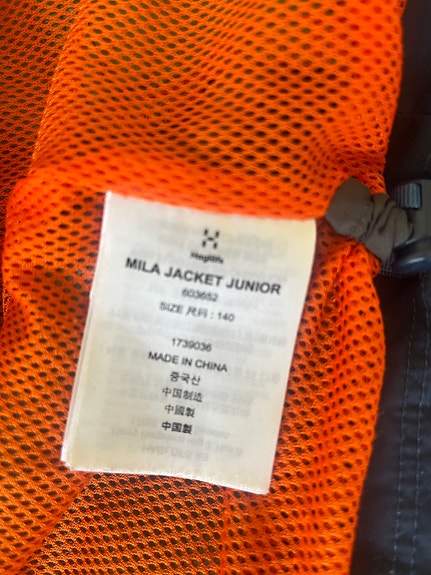 Haglöfs
MILA JACKET JUNIOR
603652
SIZE 尺码 : 140
1739036
MADE IN CHINA
중국산
中国制造
中國製
中国製